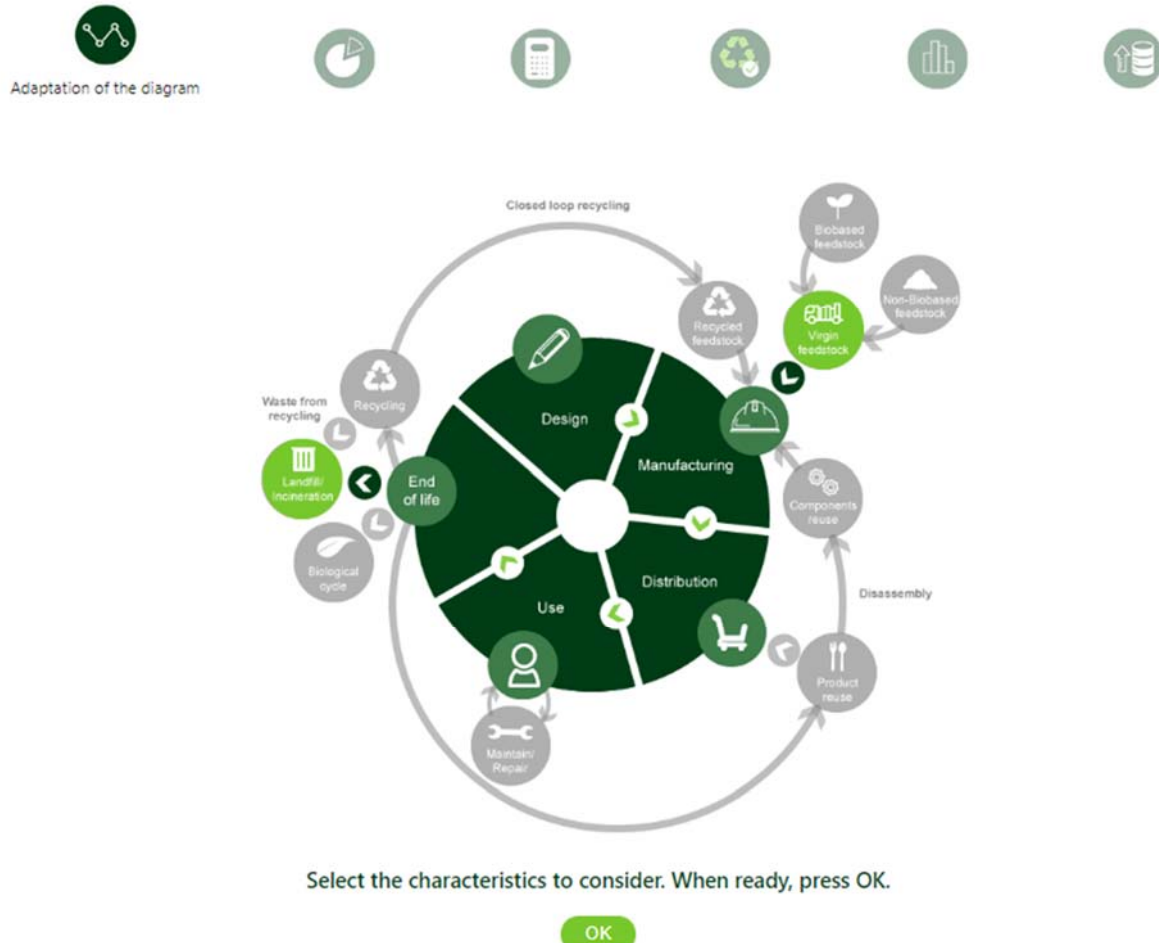 Adaptation of the diagram
Closed loop recycling
Biobased
feedstock
Non-Biobased
feedstock
Recycled
feedstock
Virgin
feedstock
Waste from
recycling
Recycling
Design
Manufacturing
Landfill/
Incineration
End
of life
Components
reuse
Biological
cycle
Distribution
Use
Disassembly
Product
reuse
Maintain/
Repair
Select the characteristics to consider. When ready, press OK.
OK